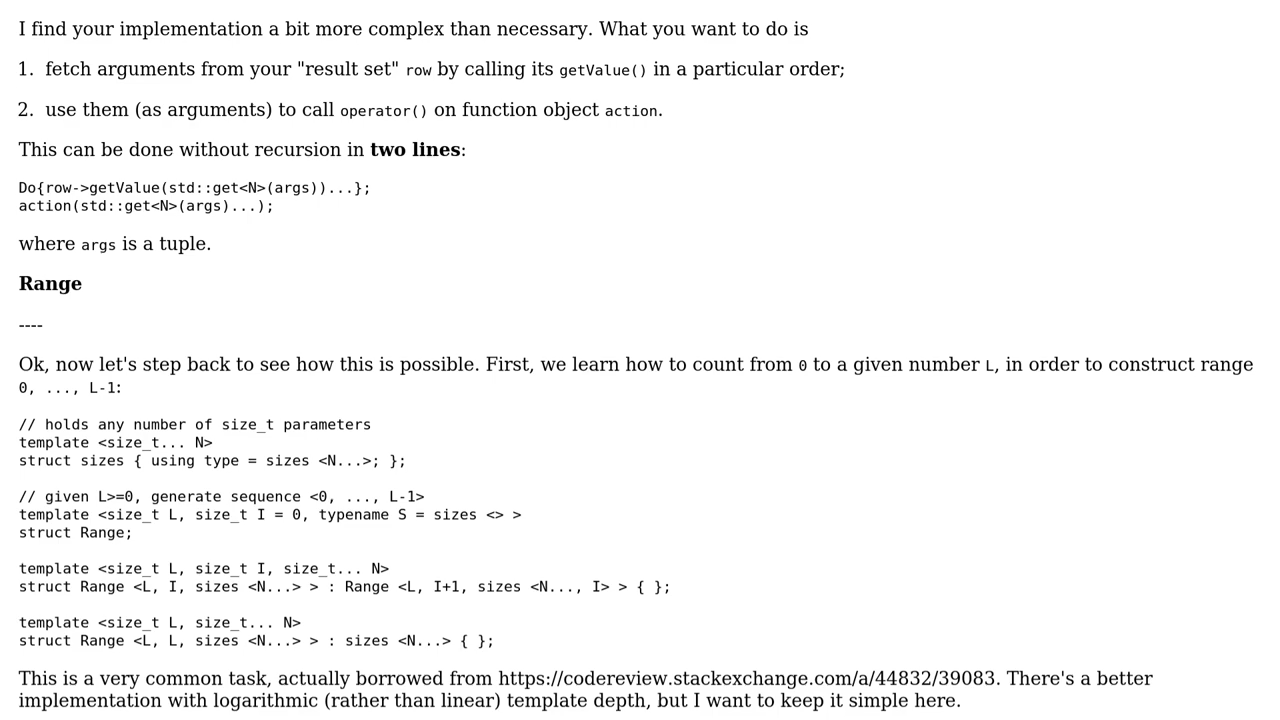 I find your implementation a bit more complex than necessary. What you want to do is
1. fetch arguments from your "result set" row by calling its getValue() in a particular order;
2. use them (as arguments) to call operator() on function object action.
This can be done without recursion in two lines:
Do{row->getValue(std::get<N>(args))...};
action(std::get<N>(args)...);
where args is a tuple.
Range
----
Ok, now let's step back to see how this is possible. First, we learn how to count from 0 to a given number L, in order to construct range
0, ..., L-1:
// holds any number of size_t parameters
template <size_t... N>
struct sizes { using type = sizes <N...>; };
// given L>=0, generate sequence <0, ..., L-1>
template <size_t L, size_t I = 0, typename S = sizes <> >
struct Range;
template <size_t L, size_t I, size_t... N>
struct Range <L, I, sizes <N...> > : Range <L, I+1, sizes <N..., I> > { };
template <size_t L, size_t... N>
struct Range <L, L, sizes <N...> > : sizes <N...> { };
This is a very common task, actually borrowed from https://codereview.stackexchange.com/a/44832/39083. There's a better
implementation with logarithmic (rather than linear) template depth, but I want to keep it simple here.